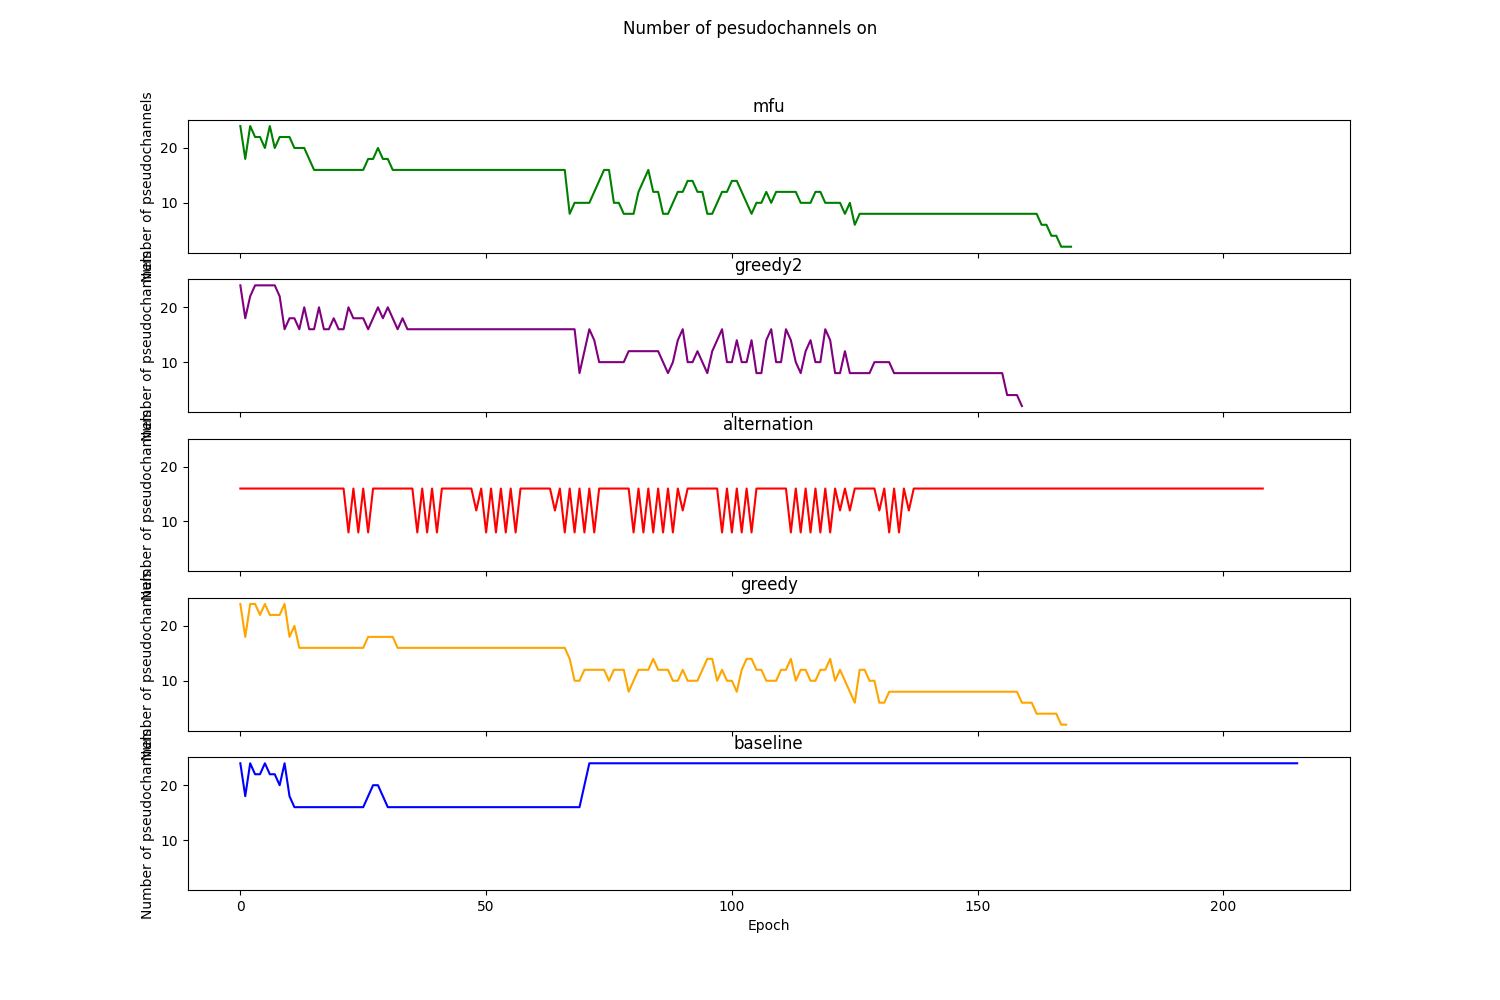 Number of pesudochannels on
mfu
Number of pseudochannels
20
10
greedy2
Number of pseudochannels
20
10
alternation
Number of pseudochannels
20
10
greedy
Number of pseudochannels
20
10
baseline
Number of pseudochannels
20
10
0 50 100 150 200
Epoch